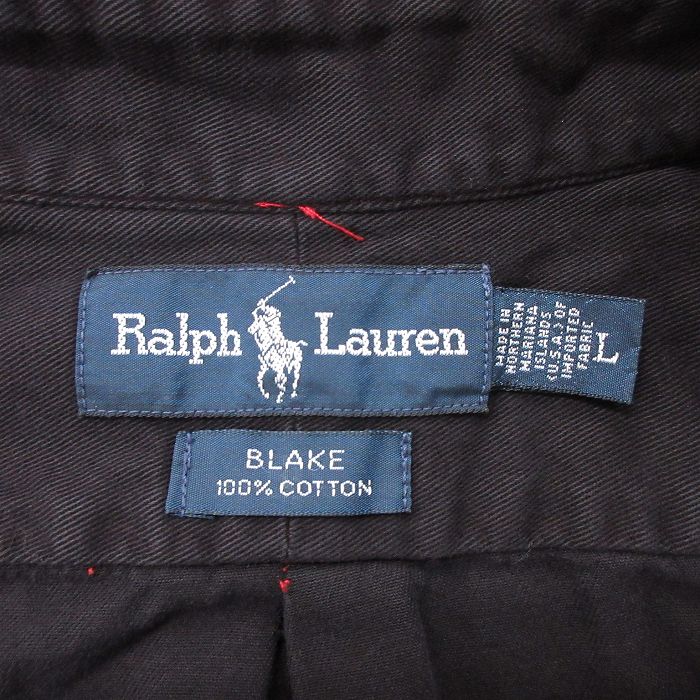 Ralph Lauren
MADE IN
NORTHERN
MARIANA
ISLANDS
(U.S.A.) OF
IMPORTED
FABRIC
L
BLAKE
100% COTTON